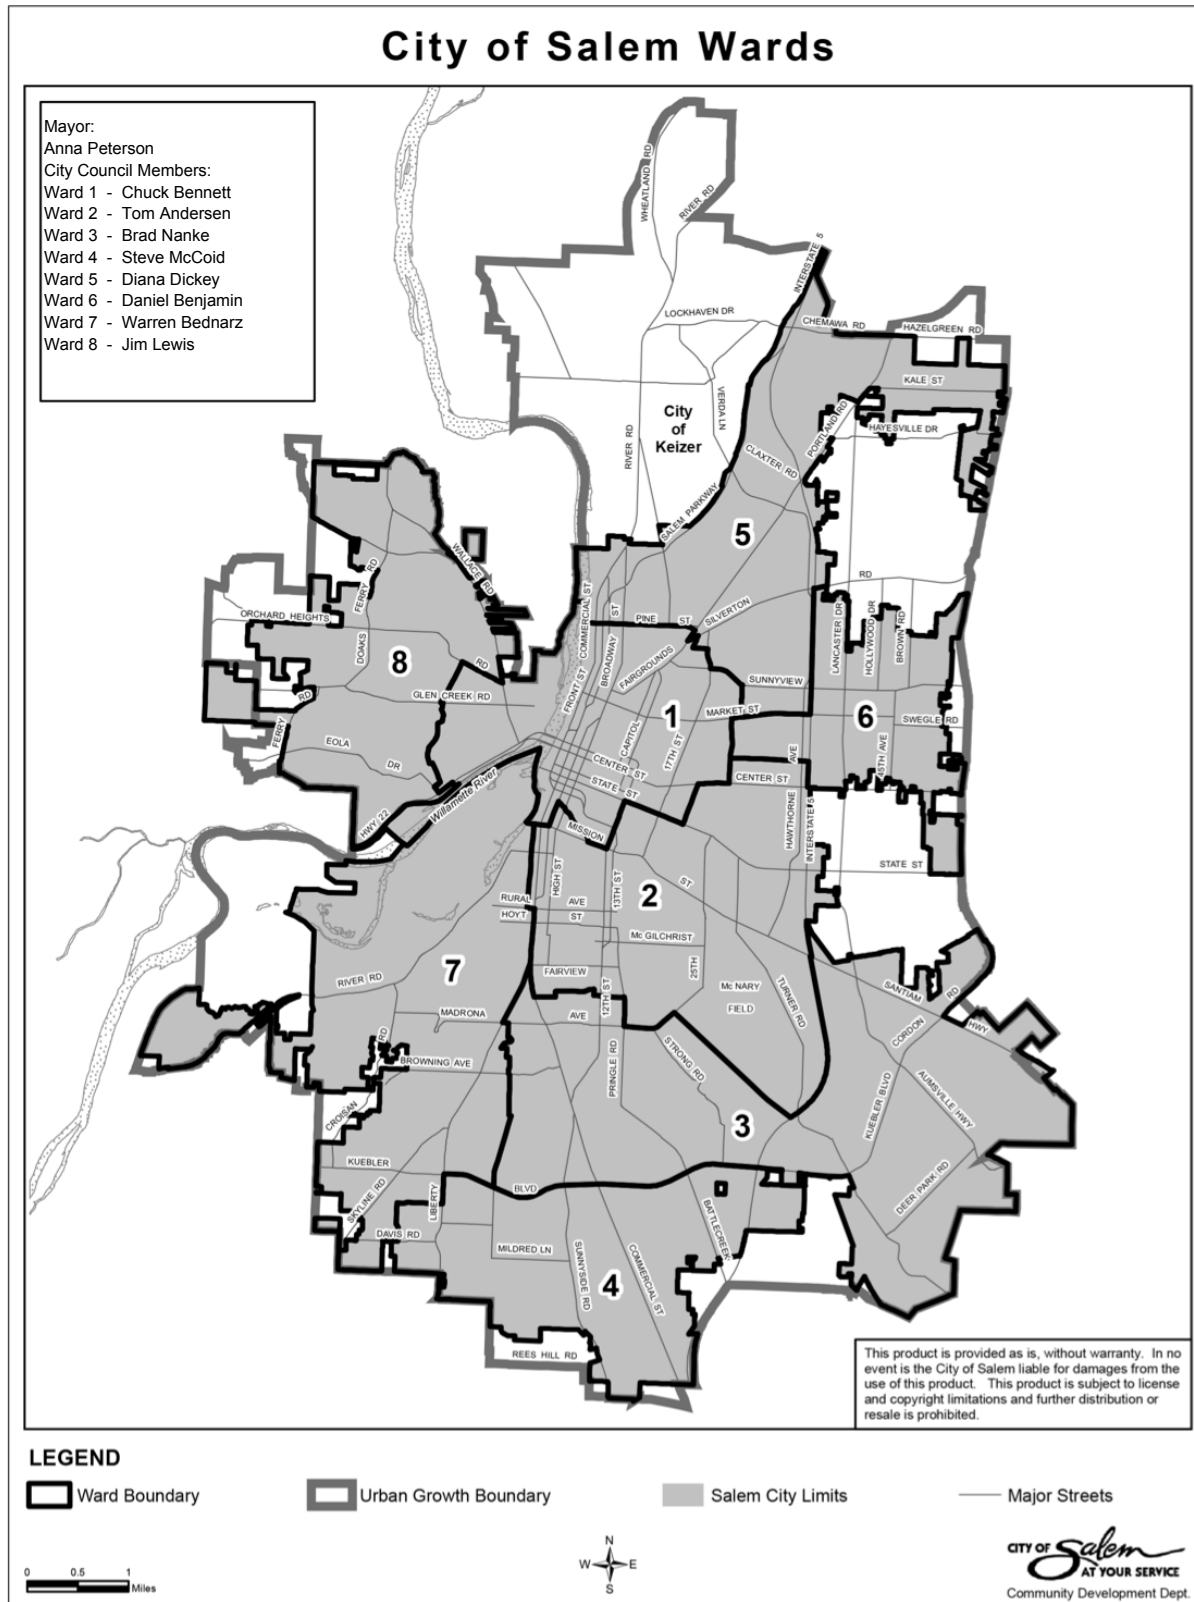 City of Salem Wards
Mayor:
Anna Peterson
City Council Members:
Ward 1 - Chuck Bennett
Ward 2 - Tom Andersen
Ward 3 - Brad Nanke
Ward 4 - Steve McCoid
Ward 5 - Diana Dickey
Ward 6 - Daniel Benjamin
Ward 7 - Warren Bednarz
Ward 8 - Jim Lewis
WHEATLAND RD
RIVER RD
INTERSTATE 5
LOCKHAVEN DR
CHEMAWA RD
HAZELGREEN RD
KALE ST
VERDA LN
City
of
Keizer
PORTLAND RD
HAYESVILLE DR
RIVER RD
CLAXTER RD
SALEM PARKWAY
5
WALLACE RD
FERRY RD
RD
ORCHARD HEIGHTS
RD
DOAKS
8
COMMERCIAL ST
BROADWAY ST
PINE ST
SILVERTON
LANCASTER DR
HOLLYWOOD DR
BROWN RD
FAIRGROUNDS
FRONT ST
SUNNYVIEW
GLEN CREEK RD
RD
FERRY
1
MARKET ST
6
SWEGLE RD
CAPITOL
17TH ST
45TH AVE
EOLA DR
CENTER ST
STATE ST
CENTER ST
HAWTHORNE AVE
INTERSTATE 5
Willamette River
HWY 22
MISSION ST
STATE ST
HIGH ST
13TH ST
2
RURAL AVE
HOYT ST
Mc GILCHRIST
25TH
7
FAIRVIEW
RIVER RD
12TH ST
Mc NARY
FIELD
TURNER RD
SANTIAM HWY
CORDON RD
MADRONA AVE
RD
BROWNING AVE
PRINGLE RD
STRONG RD
KUEBLER BLVD
AUMSVILLE HWY
CROISAN
3
KUEBLER BLVD
SKYLINE RD
LIBERTY
DEER PARK RD
BATTLECREEK
DAVIS RD
MILDRED LN
SUNNYSIDE RD
COMMERCIAL ST
4
REES HILL RD
This product is provided as is, without warranty. In no
event is the City of Salem liable for damages from the
use of this product. This product is subject to license
and copyright limitations and further distribution or
resale is prohibited.
LEGEND
Ward Boundary
Urban Growth Boundary
Salem City Limits
Major Streets
0 0.5 1
Miles
N
W E
S
CITY OF Salem
AT YOUR SERVICE
Community Development Dept.